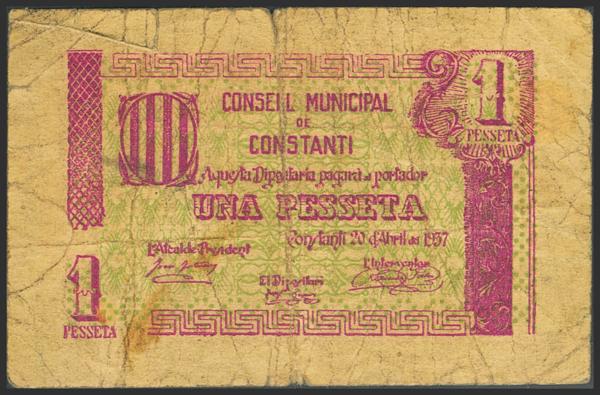 CONSELL MUNICIPAL
DE
CONSTANTI
Aquesta Dipositaria pagará al portador
UNA PESSETA
Constantí 20 d'Abril de 1937
L'Alcalde President
l'Interventor
El Dipositari
1
PESSETA
1
PESSETA